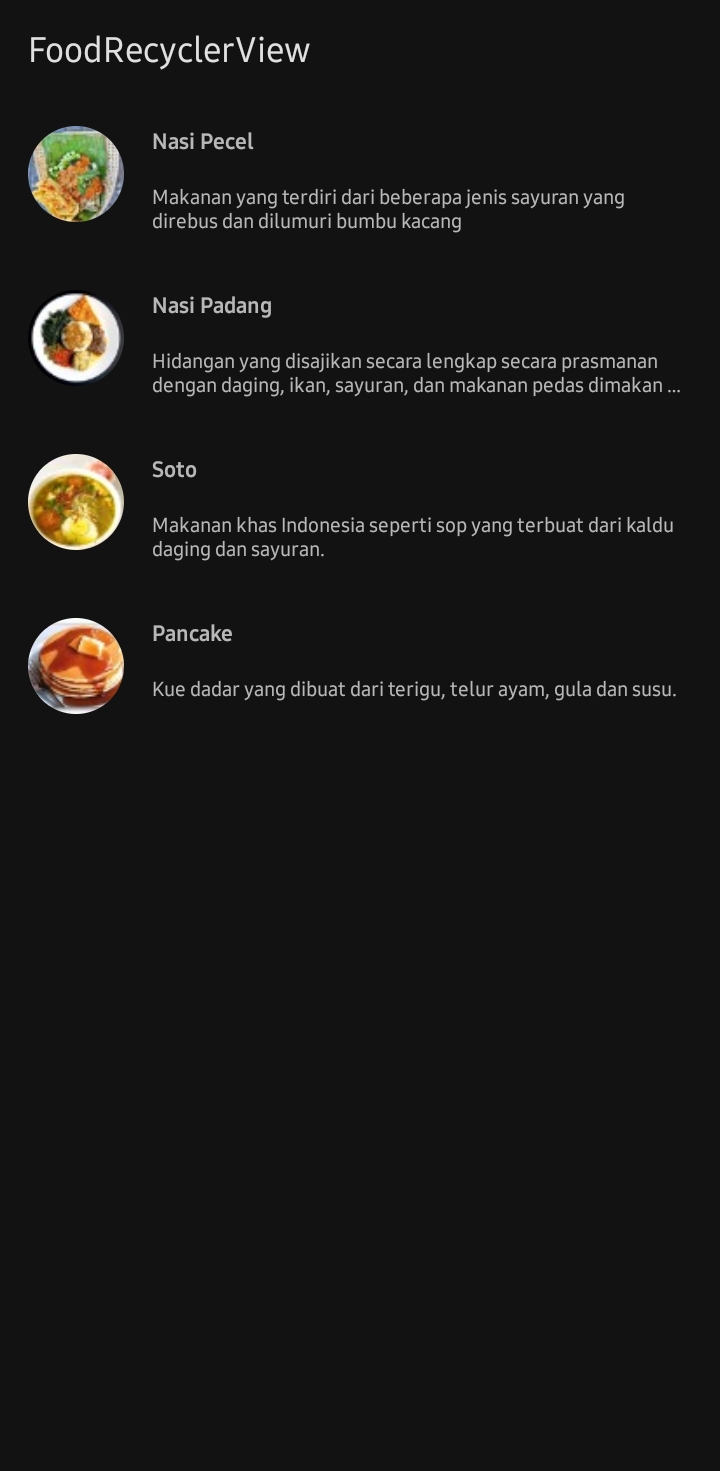 FoodRecyclerView
Nasi Pecel
Makanan yang terdiri dari beberapa jenis sayuran yang
direbus dan dilumuri bumbu kacang
Nasi Padang
Hidangan yang disajikan secara lengkap secara prasmanan
dengan daging, ikan, sayuran, dan makanan pedas dimakan ...
Soto
Makanan khas Indonesia seperti sop yang terbuat dari kaldu
daging dan sayuran.
Pancake
Kue dadar yang dibuat dari terigu, telur ayam, gula dan susu.